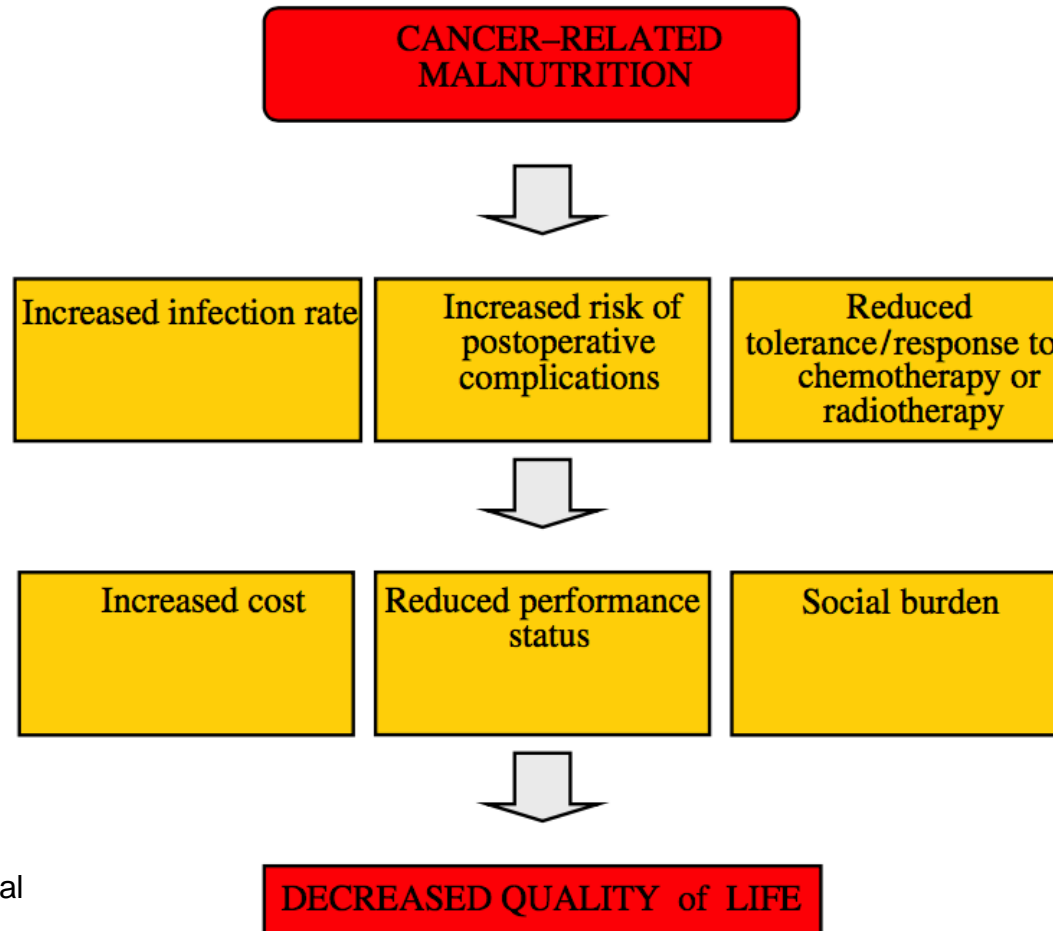 CANCER–RELATED
MALNUTRITION
Increased infection rate
Increased risk of
postoperative
complications
Reduced
tolerance/response to
chemotherapy or
radiotherapy
Increased cost
Reduced performance
status
Social burden
al
DECREASED QUALITY of LIFE